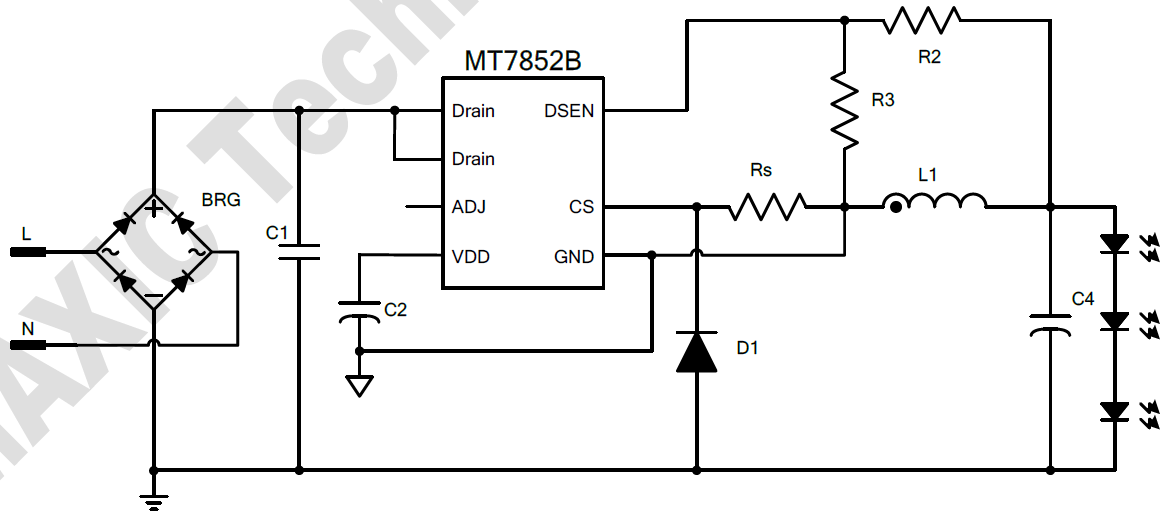 MT7852B
Drain
DSEN
R2
R3
Drain
Rs
L1
BRG
ADJ
CS
L
C1
VDD
GND
C2
C4
N
D1
+
~ ~
−